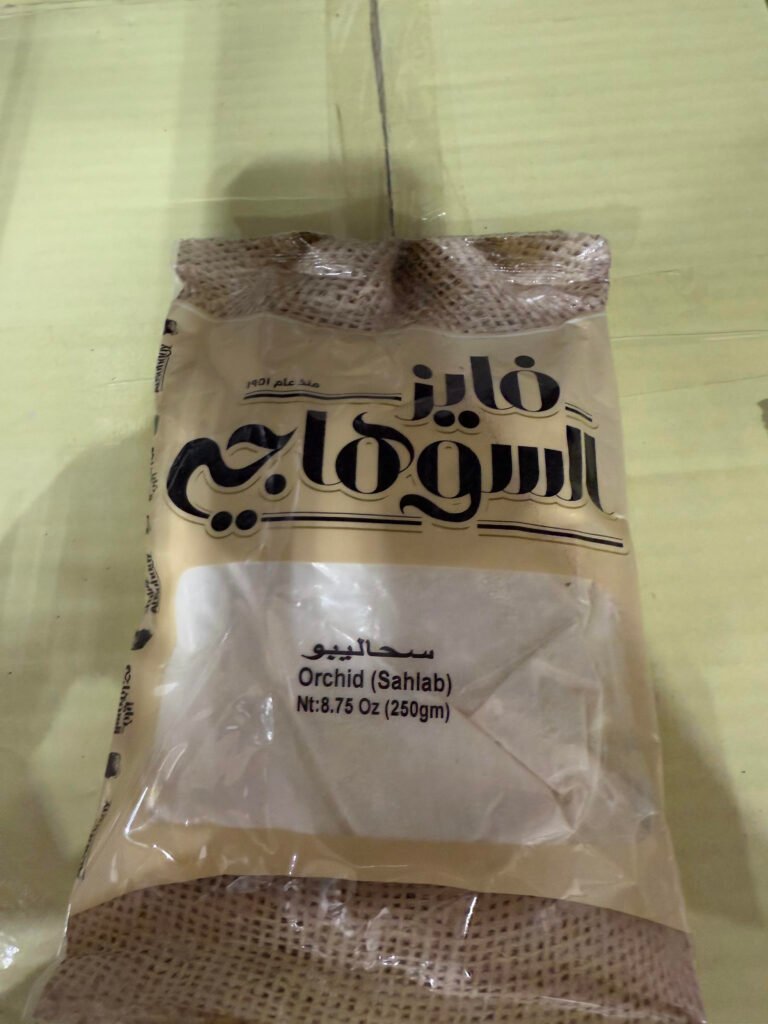 فايز
منذ عام ١٩٥١
السوهاجي
سحاليبو
Orchid (Sahlab)
Nt:8.75 Oz (250gm)